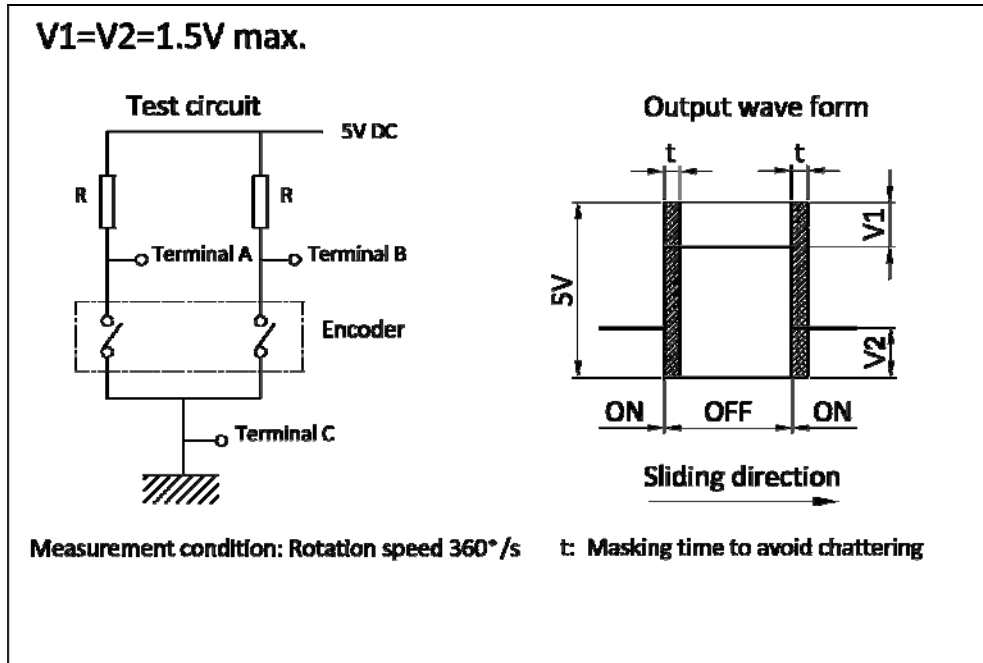 V1=V2=1.5V max.
Test circuit
5V DC
R
R
Terminal A
Terminal B
Encoder
Terminal C
Output wave form
t
t
V1
5V
V2
ON
OFF
ON
Sliding direction
Measurement condition: Rotation speed 360°/s
t: Masking time to avoid chattering